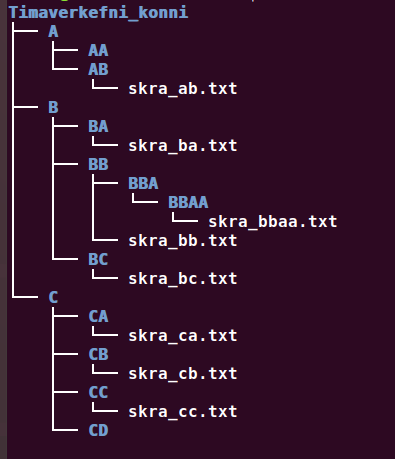 Timaverkefni_konni
A
AA
AB
skra_ab.txt
B
BA
skra_ba.txt
BB
BBA
BBAA
skra_bbaa.txt
skra_bb.txt
BC
skra_bc.txt
C
CA
skra_ca.txt
CB
skra_cb.txt
CC
skra_cc.txt
CD